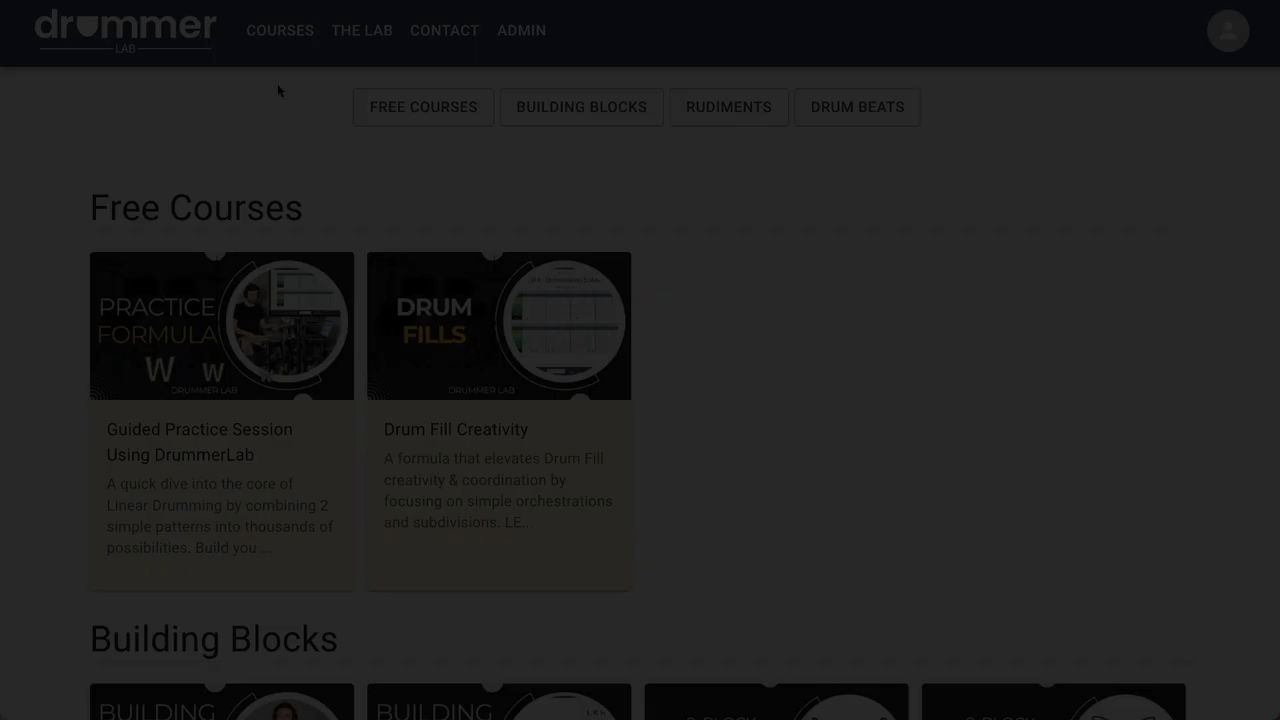 drummer
LAB
COURSES THE LAB CONTACT ADMIN
FREE COURSES BUILDING BLOCKS RUDIMENTS DRUM BEATS
Free Courses
PRACTICE
FORMULA
W W
DRUMMER LAB
DRUM
FILLS
DRUMMER LAB
Guided Practice Session
Using DrummerLab
A quick dive into the core of
Linear Drumming by combining 2
simple patterns into thousands of
possibilities. Build you ...
Drum Fill Creativity
A formula that elevates Drum Fill
creativity & coordination by
focusing on simple orchestrations
and subdivisions. LE...
Building Blocks
BUILDING
BUILDING